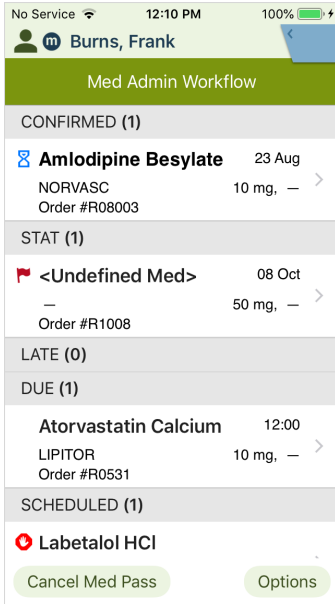 No Service 12:10 PM 100%
m Burns, Frank
Med Admin Workflow
CONFIRMED (1)
Amlodipine Besylate 23 Aug
NORVASC 10 mg, —
Order #R08003
STAT (1)
<Undefined Med> 08 Oct
— 50 mg, —
Order #R1008
LATE (0)
DUE (1)
Atorvastatin Calcium 12:00
LIPITOR 10 mg, —
Order #R0531
SCHEDULED (1)
Labetalol HCl
Cancel Med Pass Options